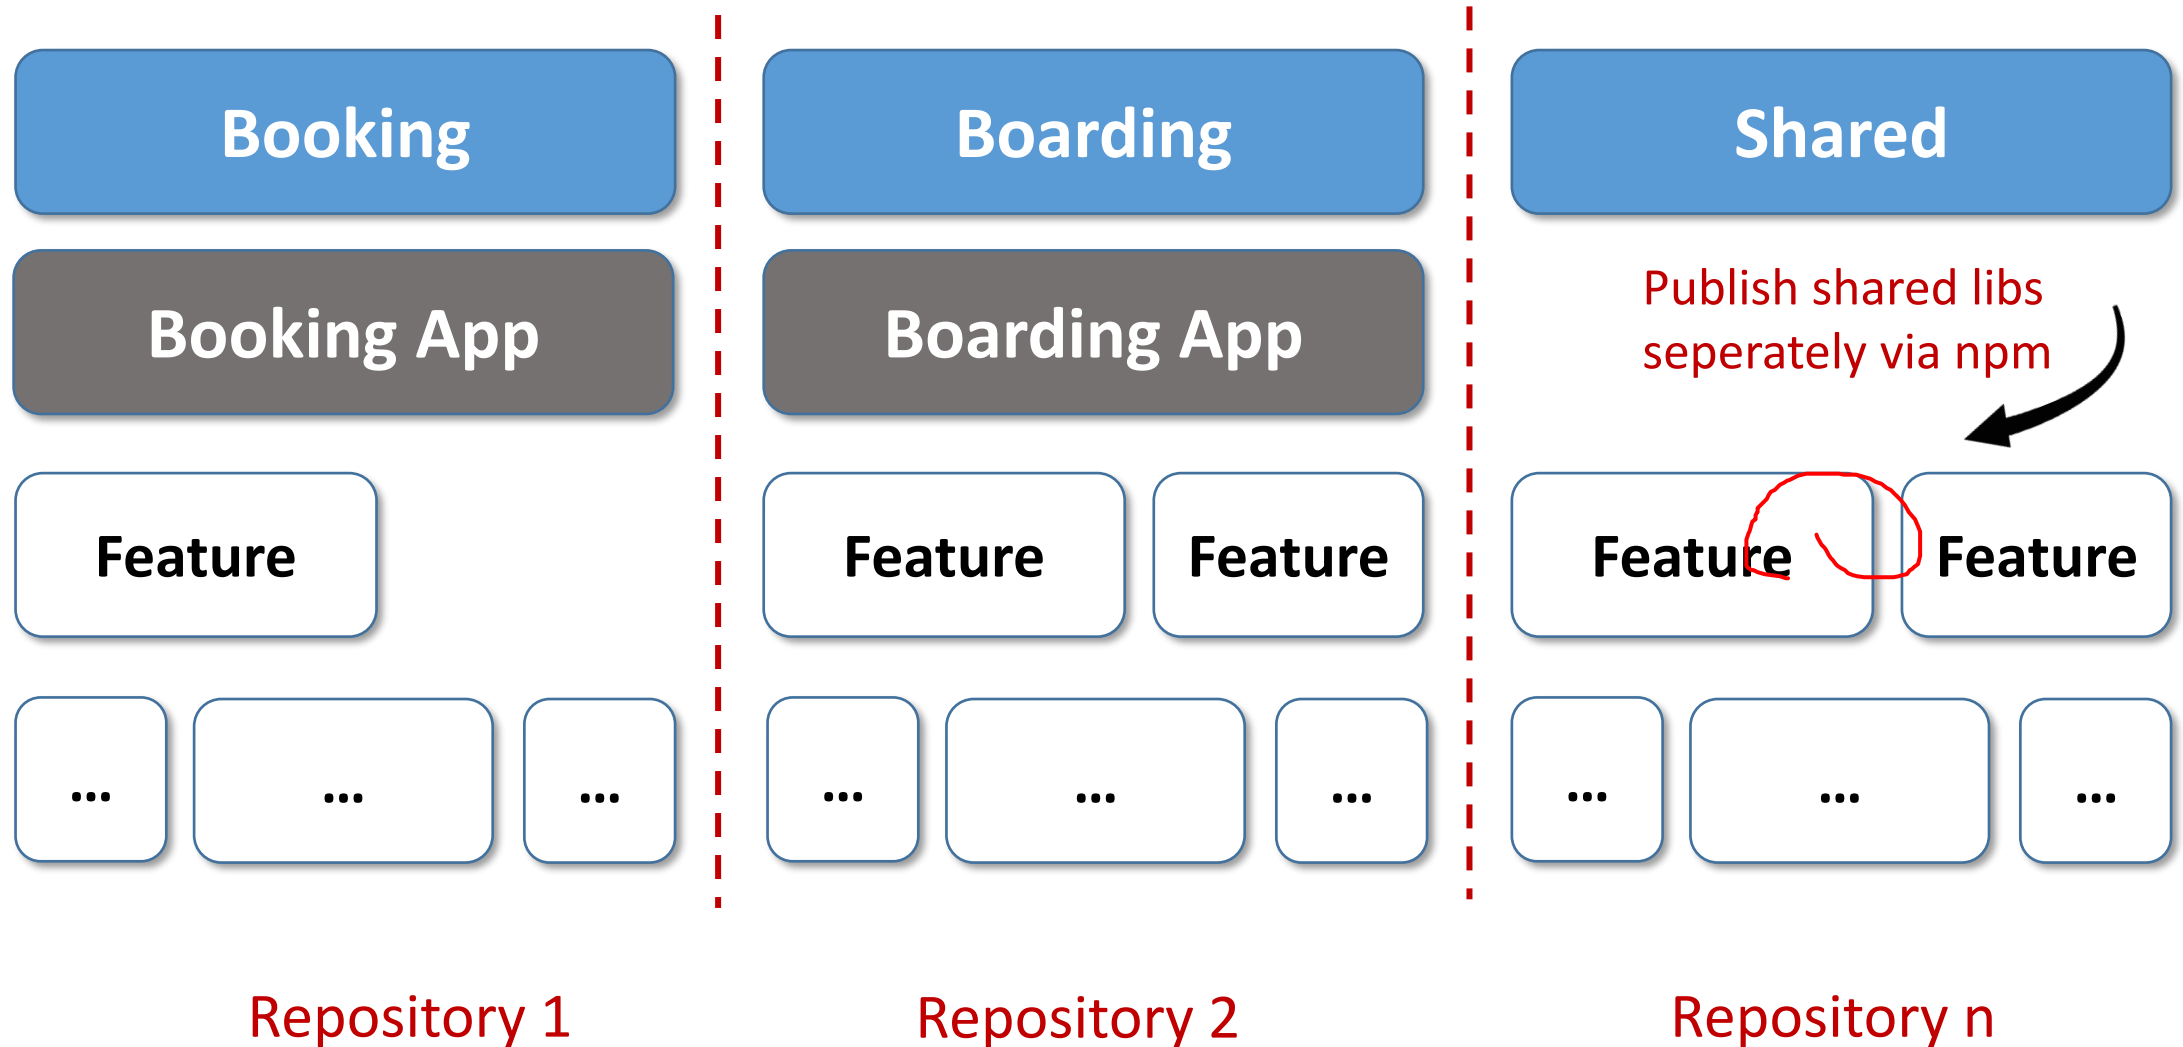 Booking
Boarding
Shared
Booking App
Boarding App
Publish shared libs
seperately via npm
Feature
Feature
Feature
Feature
Feature
...
...
...
...
...
...
...
...
...
Repository 1
Repository 2
Repository n